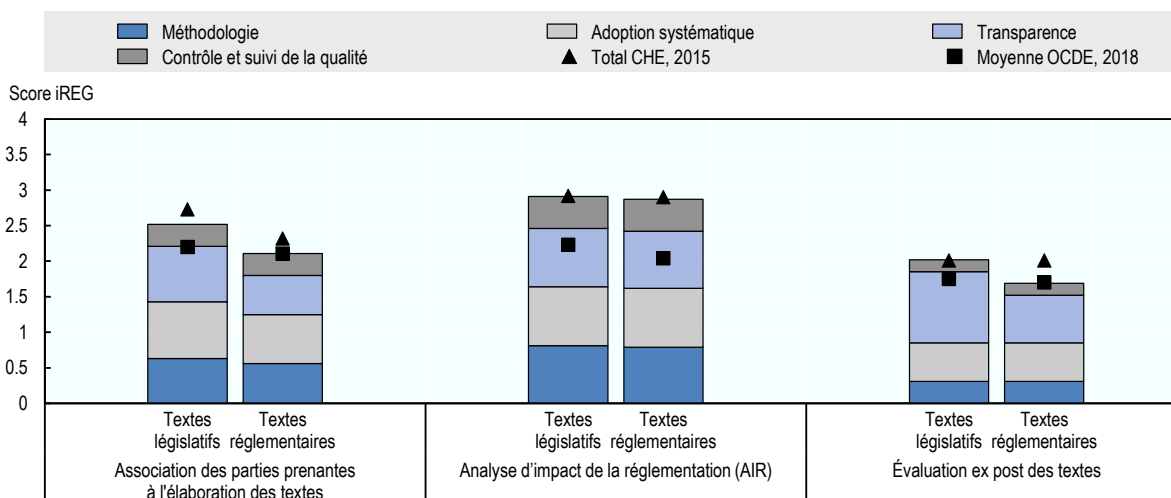 Méthodologie
Adoption systématique
Transparence
Contrôle et suivi de la qualité
Total CHE, 2015
Moyenne OCDE, 2018
Score iREG
4
3.5
3
2.5
2
1.5
1
0.5
0
Textes
législatifs
Textes
réglementaires
Textes
législatifs
Textes
réglementaires
Textes
législatifs
Textes
réglementaires
Association des parties prenantes
à l'élaboration des textes
Analyse d’impact de la réglementation (AIR)
Évaluation ex post des textes